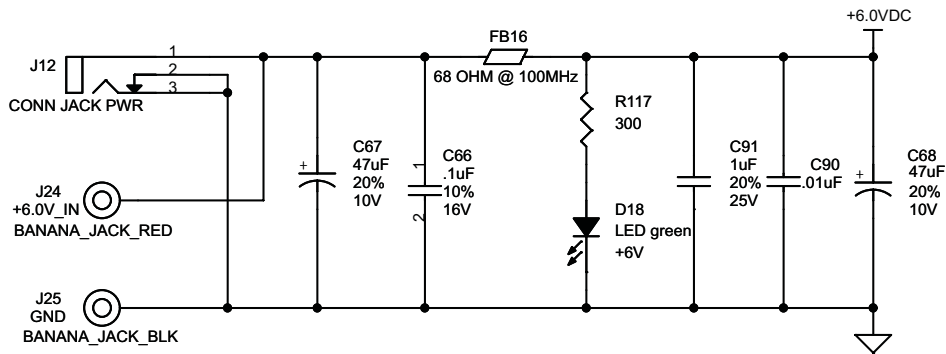 +6.0VDC
J12
1
2
3
CONN JACK PWR
FB16
68 OHM @ 100MHz
R117
300
C67
47uF
20%
10V
+
1
C66
.1uF
10%
16V
2
C91
1uF
20%
25V
C90
.01uF
C68
47uF
20%
10V
+
J24
+6.0V_IN
BANANA_JACK_RED
D18
LED green
+6V
J25
GND
BANANA_JACK_BLK